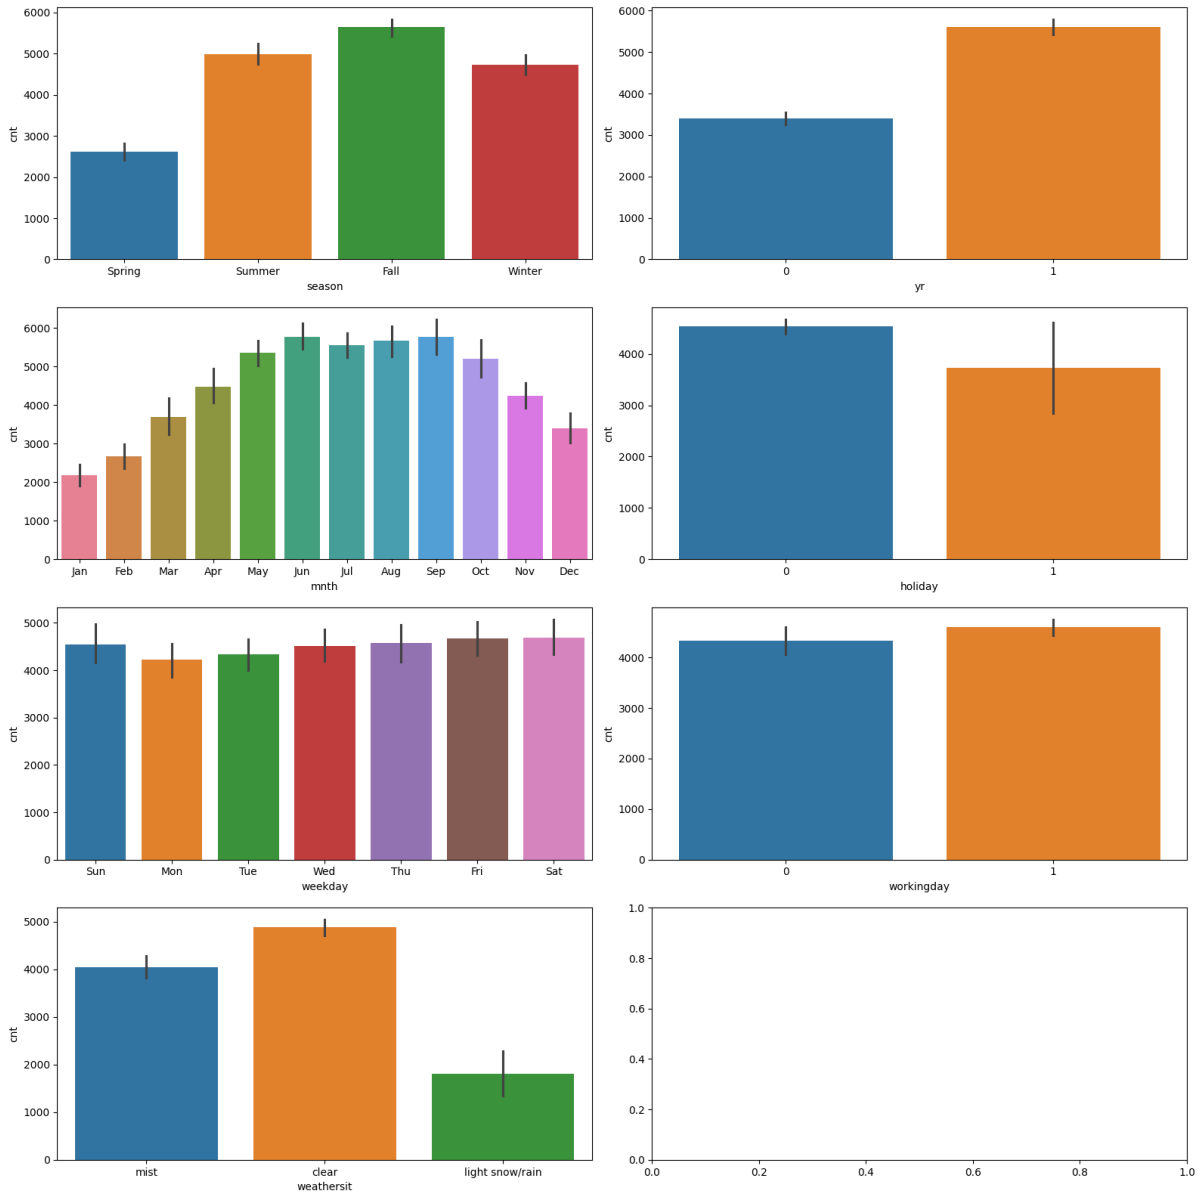 6000
5000
4000
3000
2000
1000
0
cnt
Spring Summer Fall Winter
season
6000
5000
4000
3000
2000
1000
0
cnt
0 1
yr
6000
5000
4000
3000
2000
1000
0
cnt
Jan Feb Mar Apr May Jun Jul Aug Sep Oct Nov Dec
mnth
4000
3000
2000
1000
0
cnt
0 1
holiday
5000
4000
3000
2000
1000
0
cnt
Sun Mon Tue Wed Thu Fri Sat
weekday
4000
3000
2000
1000
0
cnt
0 1
workingday
5000
4000
3000
2000
1000
0
cnt
mist clear light snow/rain
weathersit
1.0
0.8
0.6
0.4
0.2
0.0
0.0 0.2 0.4 0.6 0.8 1.0